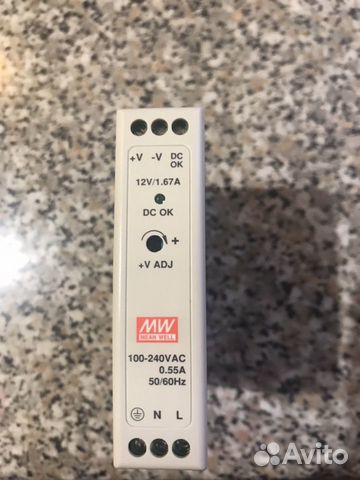 +V -V DC
OK
12V/1.67A
DC OK
+
+V ADJ
MW
MEAN WELL
100-240VAC
0.55A
50/60Hz
⏚ N L
Avito